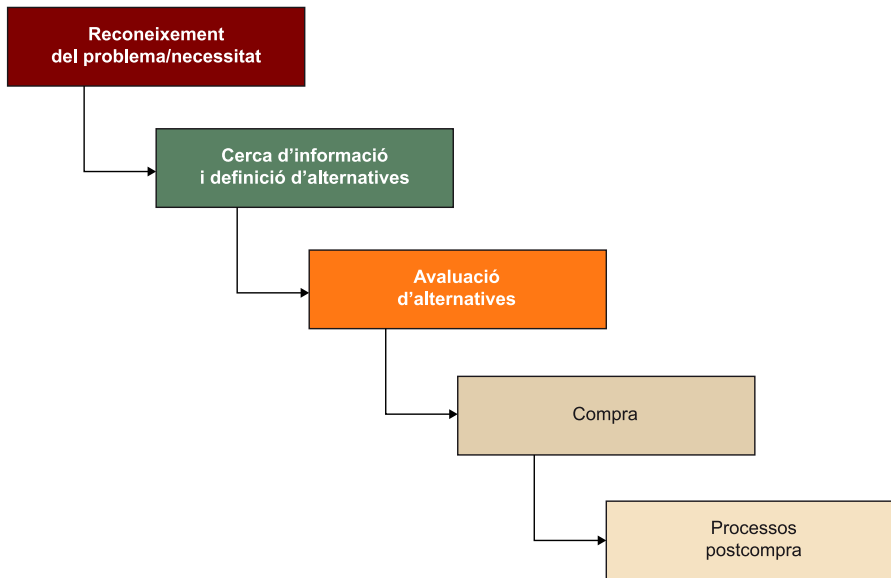 Reconeixement
del problema/necessitat
Cerca d’informació
i definició d’alternatives
Avaluació
d’alternatives
Compra
Processos
postcompra